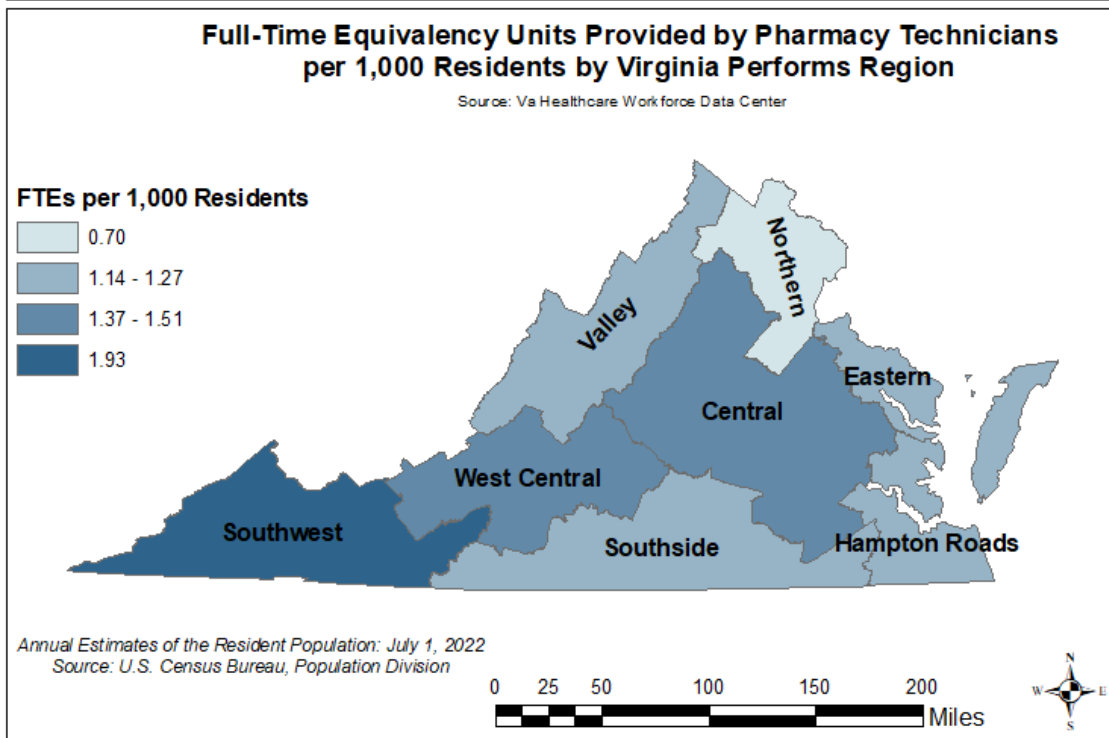 Full-Time Equivalency Units Provided by Pharmacy Technicians
per 1,000 Residents by Virginia Performs Region
Source: Va Healthcare Workforce Data Center
FTEs per 1,000 Residents
0.70
1.14 - 1.27
1.37 - 1.51
1.93
Northern
Valley
Eastern
Central
West Central
Southwest
Southside
Hampton Roads
Annual Estimates of the Resident Population: July 1, 2022
Source: U.S. Census Bureau, Population Division
0 25 50 100 150 200
Miles
N
W E
S